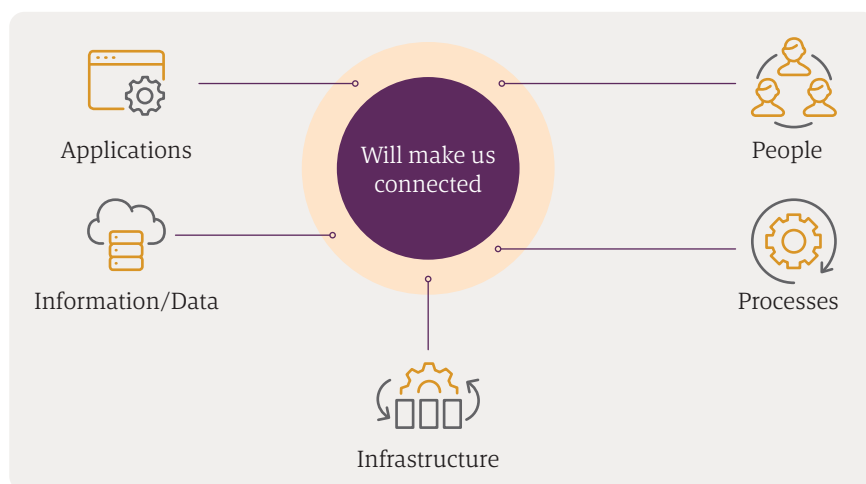 Applications
Will make us
connected
People
Information/Data
Processes
Infrastructure